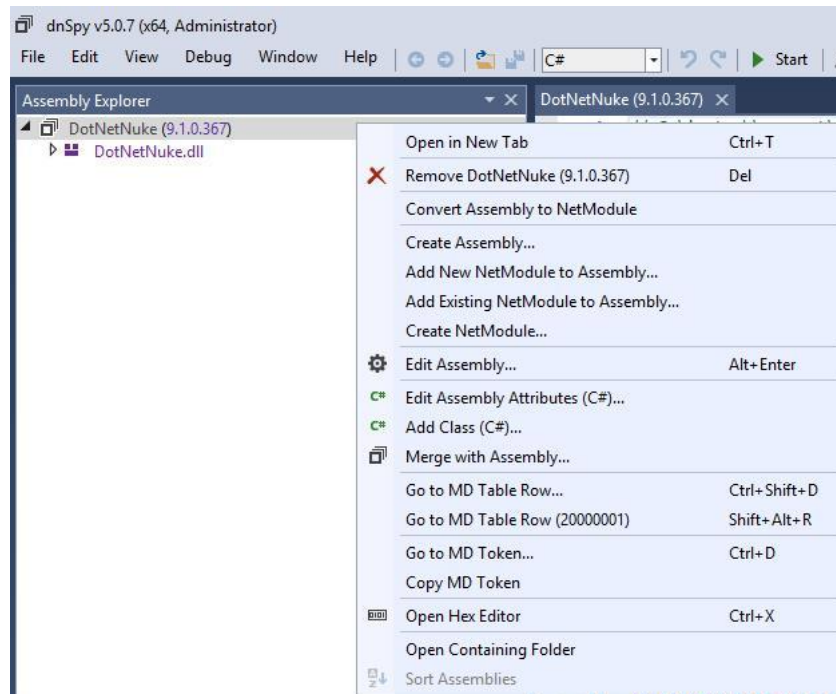 dnSpy v5.0.7 (x64, Administrator)
File Edit View Debug Window Help C# Start
Assembly Explorer
DotNetNuke (9.1.0.367)
DotNetNuke (9.1.0.367)
DotNetNuke.dll
Open in New Tab Ctrl+T
Remove DotNetNuke (9.1.0.367) Del
Convert Assembly to NetModule
Create Assembly...
Add New NetModule to Assembly...
Add Existing NetModule to Assembly...
Create NetModule...
Edit Assembly... Alt+Enter
C# Edit Assembly Attributes (C#)...
C# Add Class (C#)...
Merge with Assembly...
Go to MD Table Row... Ctrl+Shift+D
Go to MD Table Row (20000001) Shift+Alt+R
Go to MD Token... Ctrl+D
Copy MD Token
Open Hex Editor Ctrl+X
Open Containing Folder
Sort Assemblies